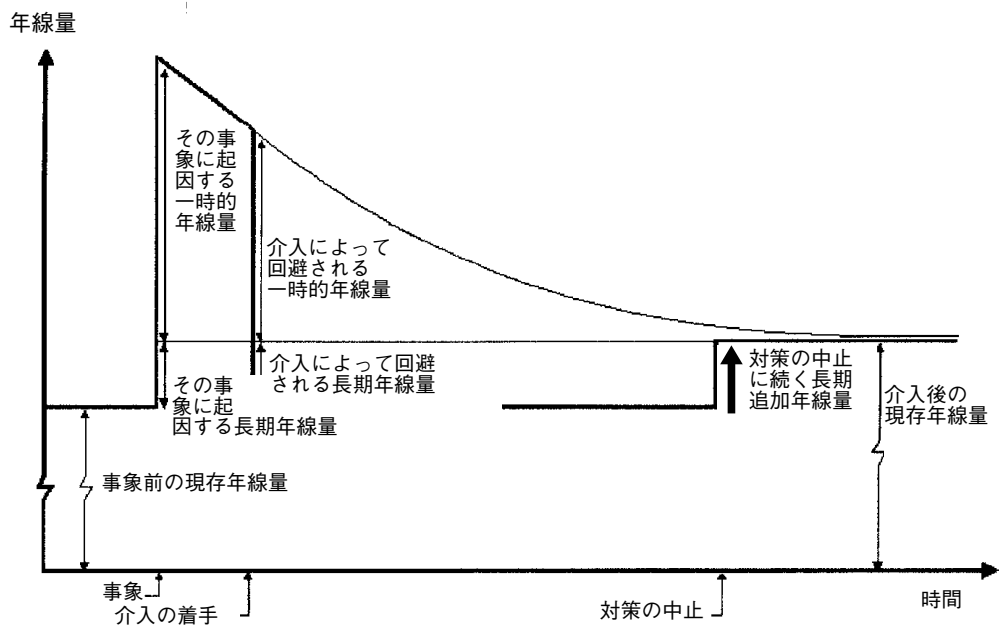 年線量
その事
象に起
因する
一時的
年線量
介入によって
回避される
一時的年線量
介入によって回避
される長期年線量
その事
象に起
因する長期年線量
対策の中止
に続く長期
追加年線量
介入後の
現存年線量
事象前の現存年線量
事象
介入の着手
対策の中止
時間